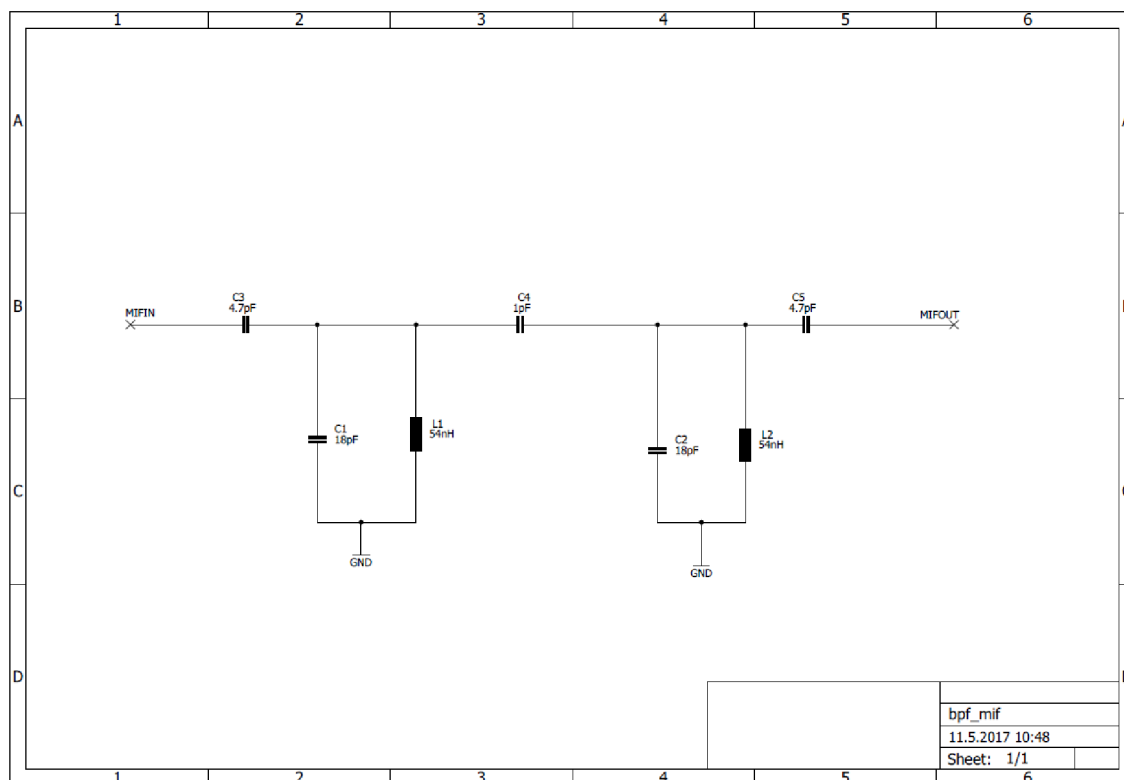 1 2 3 4 5 6
A A
B
C3
4.7pF
C4
1pF
C5
4.7pF
MIFIN
MIFOUT
C1
18pF
L1
54nH
C2
18pF
L2
54nH
C
GND
GND
D
bpf_mif
11.5.2017 10:48
Sheet: 1/1
1 2 3 4 5 6